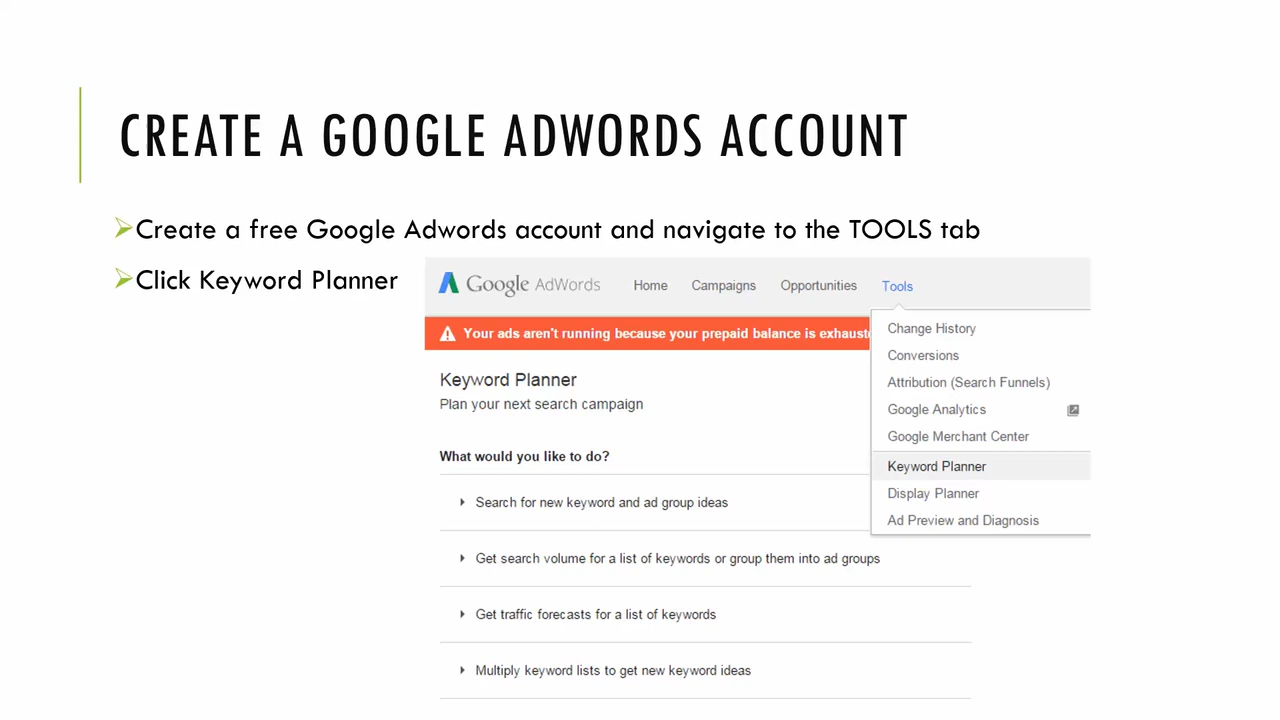 CREATE A GOOGLE ADWORDS ACCOUNT
Create a free Google Adwords account and navigate to the TOOLS tab
Click Keyword Planner
Google AdWords Home Campaigns Opportunities Tools
Your ads aren't running because your prepaid balance is
Change History
Conversions
Attribution (Search Funnels)
Google Analytics
Google Merchant Center
Keyword Planner
Display Planner
Ad Preview and Diagnosis
Keyword Planner
Plan your next search campaign
What would you like to do?
Search for new keyword and ad group ideas
Get search volume for a list of keywords or group them into ad groups
Get traffic forecasts for a list of keywords
Multiply keyword lists to get new keyword ideas